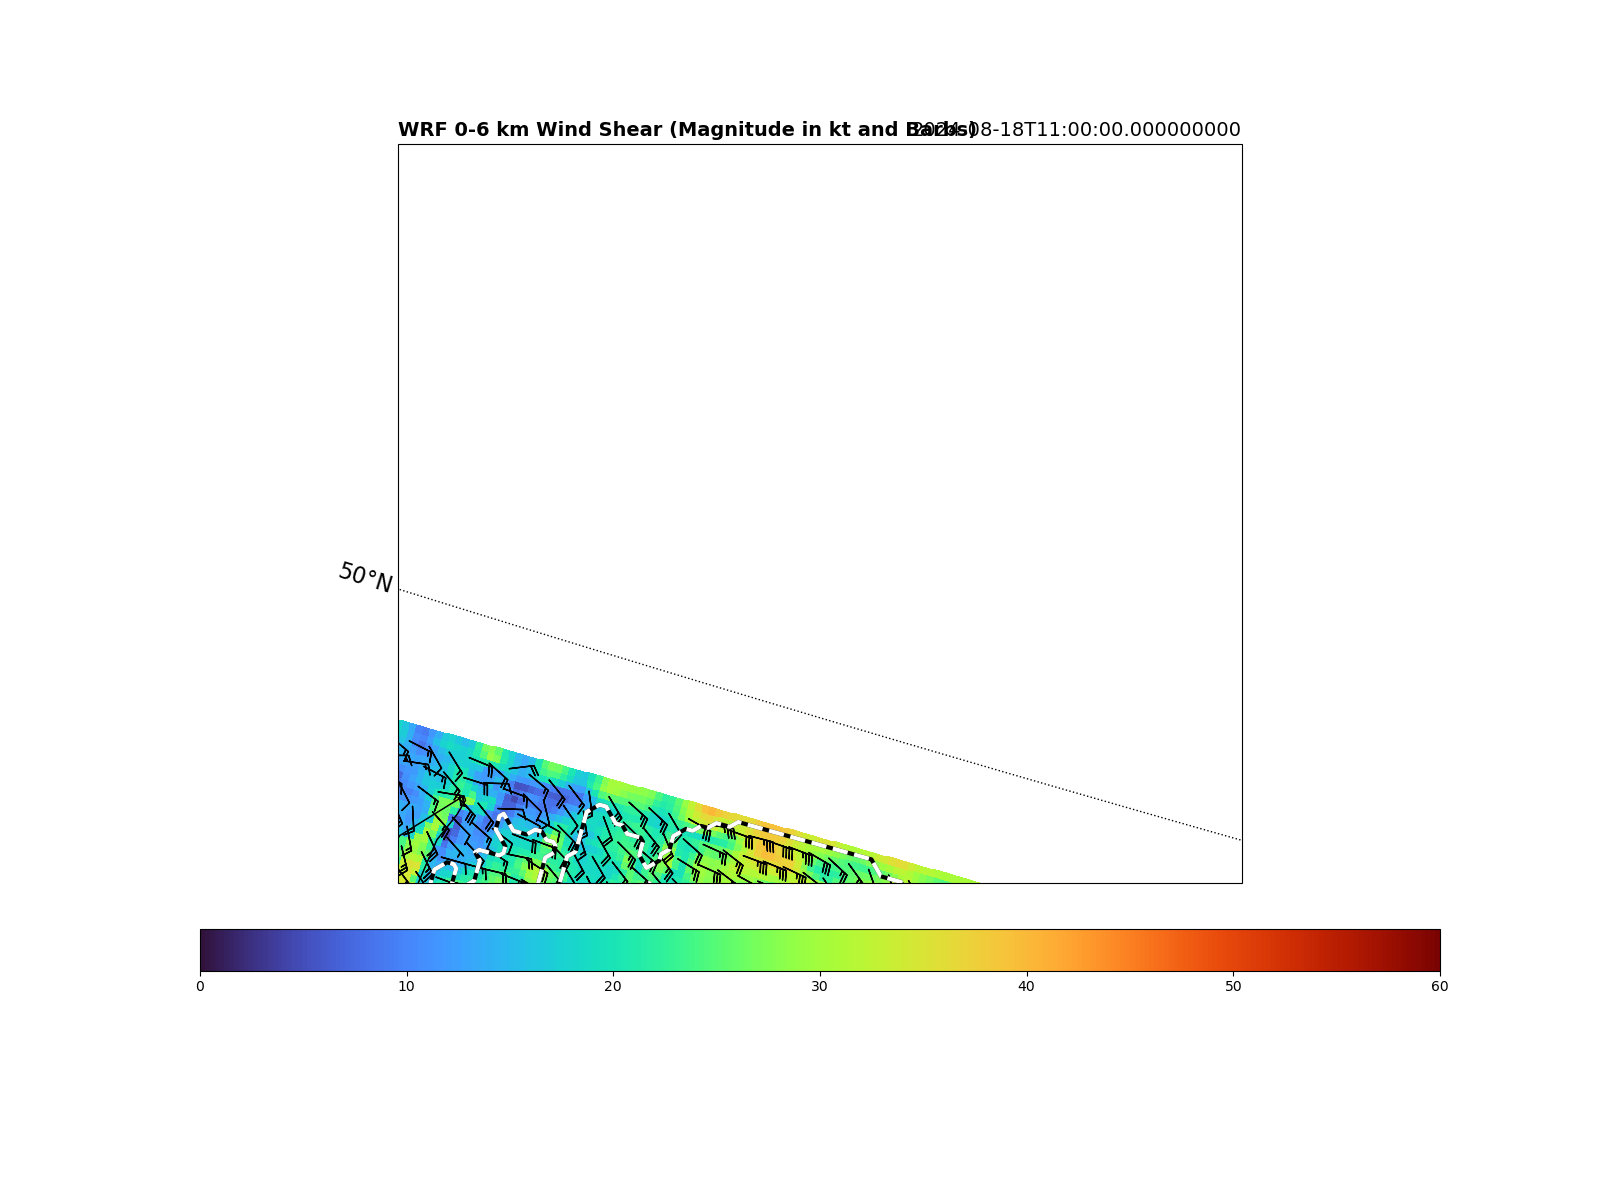 WRF 0-6 km Wind Shear (Magnitude in kt and Barbs)
2024-08-18T11:00:00.000000000
50°N
0 10 20 30 40 50 60